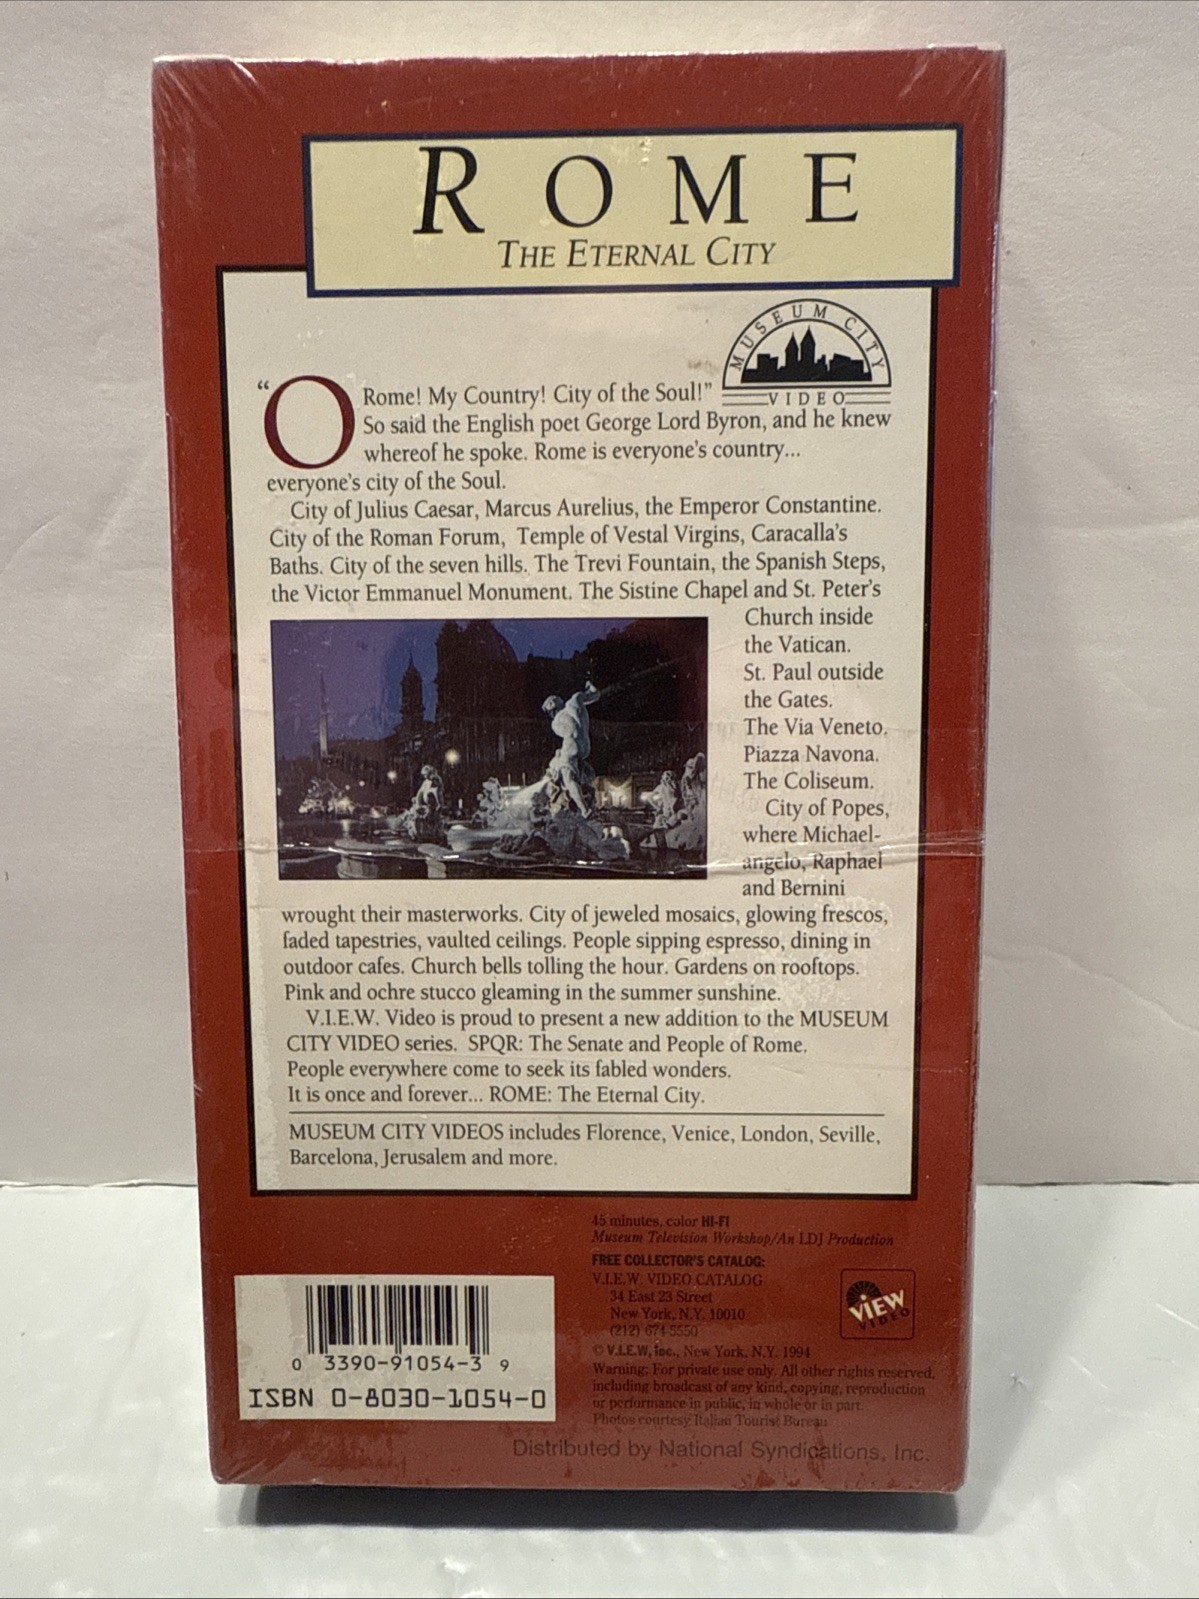 ROME
THE ETERNAL CITY
MUSEUM CITY
VIDEO
"O Rome! My Country! City of the Soul!"
So said the English poet George Lord Byron, and he knew
whereof he spoke. Rome is everyone's country...
everyone's city of the Soul.
City of Julius Caesar, Marcus Aurelius, the Emperor Constantine.
City of the Roman Forum, Temple of Vestal Virgins, Caracalla's
Baths. City of the seven hills. The Trevi Fountain, the Spanish Steps,
the Victor Emmanuel Monument. The Sistine Chapel and St. Peter's
Church inside
the Vatican.
St. Paul outside
the Gates.
The Via Veneto.
Piazza Navona.
The Coliseum.
City of Popes,
where Michael-
angelo, Raphael
and Bernini
wrought their masterworks. City of jeweled mosaics, glowing frescos,
faded tapestries, vaulted ceilings. People sipping espresso, dining in
outdoor cafes. Church bells tolling the hour. Gardens on rooftops.
Pink and ochre stucco gleaming in the summer sunshine.
V.I.E.W. Video is proud to present a new addition to the MUSEUM
CITY VIDEO series. SPQR: The Senate and People of Rome.
People everywhere come to seek its fabled wonders.
It is once and forever... ROME: The Eternal City.
MUSEUM CITY VIDEOS includes Florence, Venice, London, Seville,
Barcelona, Jerusalem and more.
45 minutes, color HI-FI
Museum Television Workshop/An LDJ Production
FREE COLLECTOR'S CATALOG:
V.I.E.W. VIDEO CATALOG
34 East 23 Street
New York, N.Y. 10010
(212) 674-5550
© V.I.E.W, Inc., New York, N.Y. 1994
Warning: For private use only. All other rights reserved,
including broadcast of any kind, copying, reproduction
or performance in public, in whole or in part.
Photos courtesy Italian Tourist Bureau
VIEW
VIDEO
0 3390-91054-3 9
ISBN 0-8030-1054-0
Distributed by National Syndications, Inc.